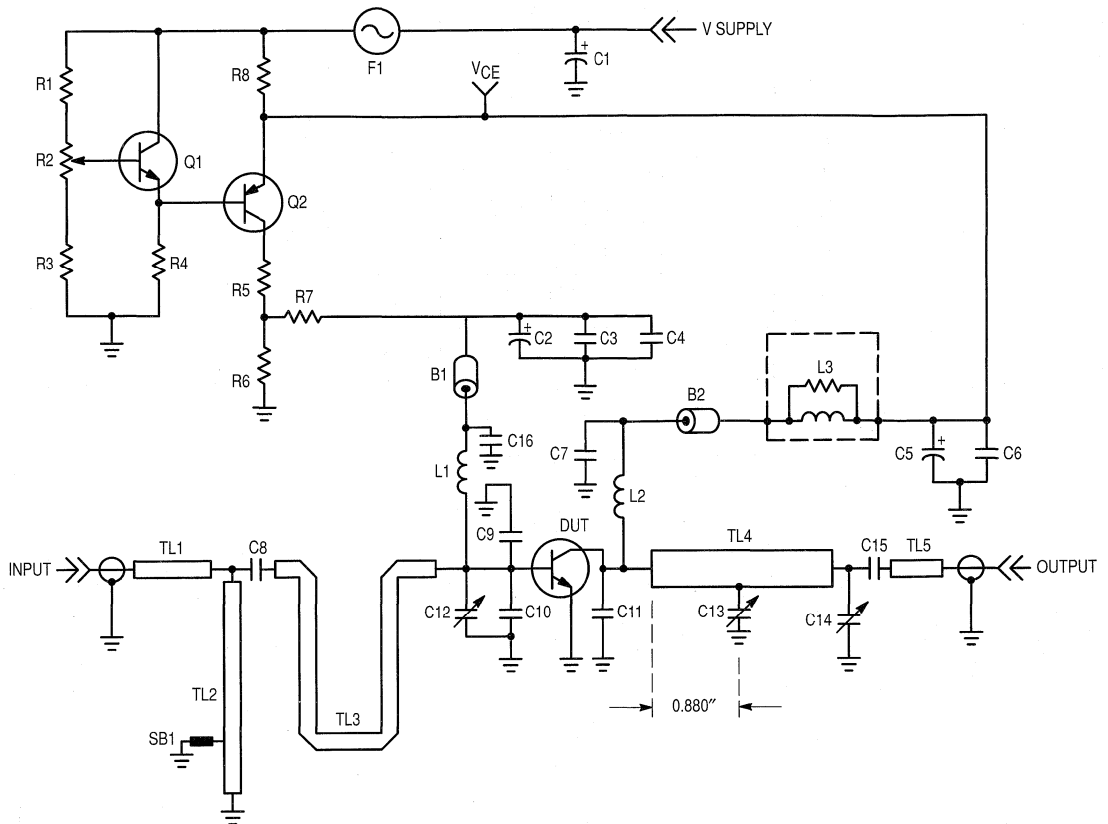 V SUPPLY
F1
+
C1
R1
R8
VCE
R2
Q1
Q2
R3
R4
R5
R7
+
C2
C3
C4
R6
B1
L3
B2
C16
C7
C5
+
C6
L1
L2
C9
DUT
INPUT
TL1
C8
TL4
C15
TL5
OUTPUT
C12
C10
C11
C13
C14
TL2
TL3
0.880″
SB1